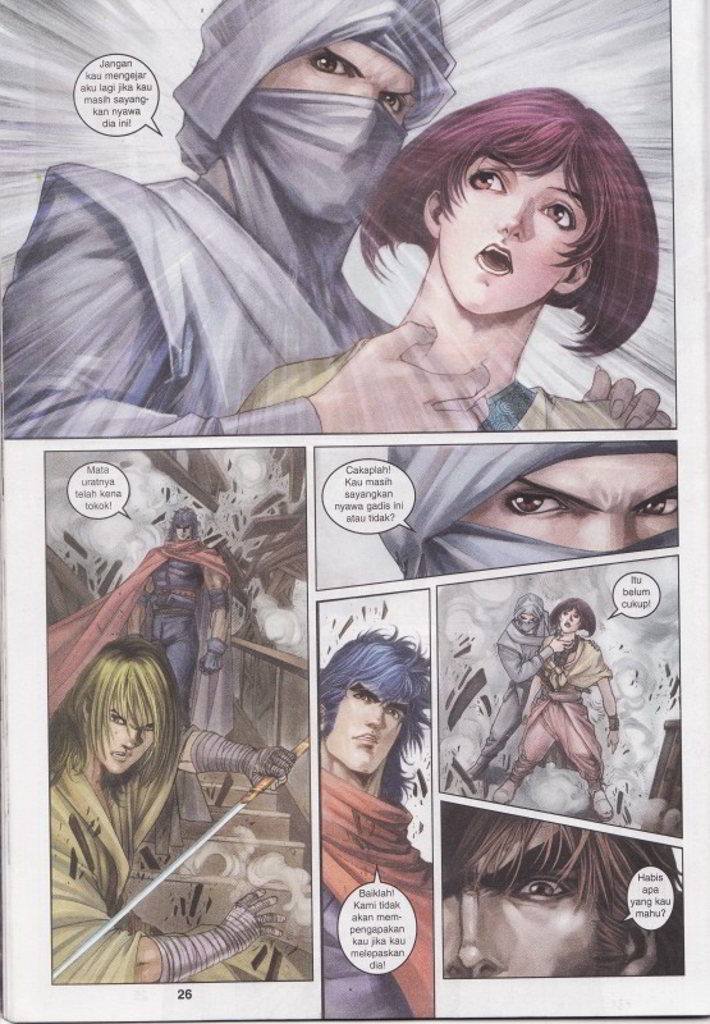 Jangan
kau mengejar
aku lagi jika kau
masih sayang-
kan nyawa
dia ini!
Mata
uratnya
telah kena
tokok!
Cakaplah!
Kau masih
sayangkan
nyawa gadis ini
atau tidak?
Itu
belum
cukup!
Baiklah!
Kami tidak
akan mem-
pengapakan
kau jika kau
melepaskan
dia!
Habis
apa
yang kau
mahu?
26